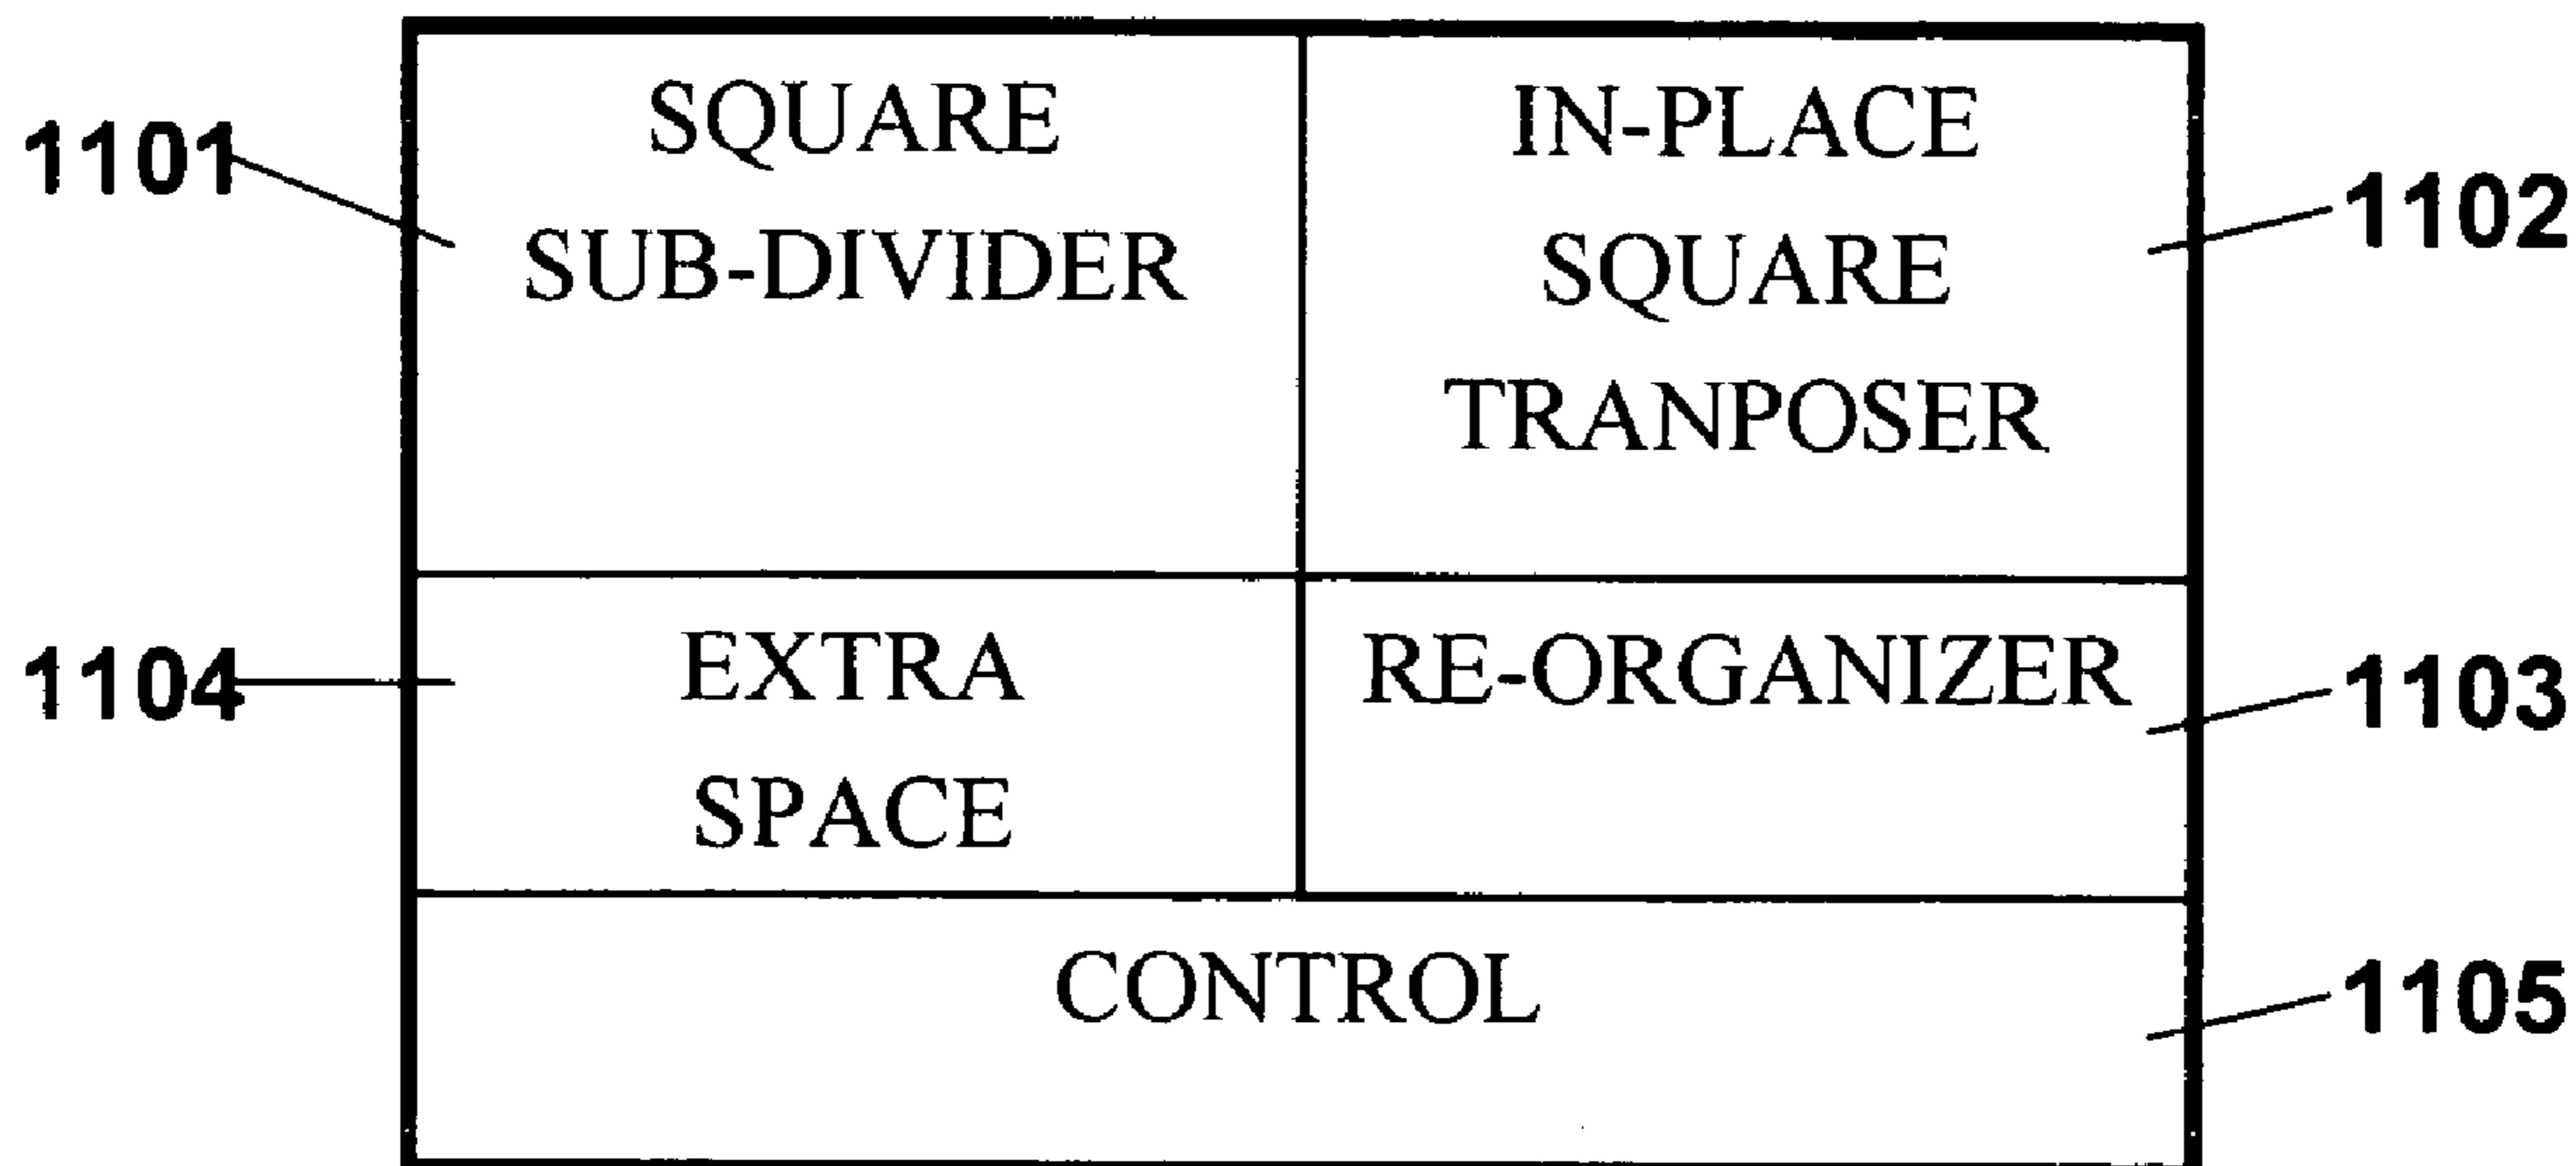 1101
SQUARE
SUB-DIVIDER
IN-PLACE
SQUARE
TRANPOSER
1102
1104
EXTRA
SPACE
RE-ORGANIZER
1103
CONTROL
1105